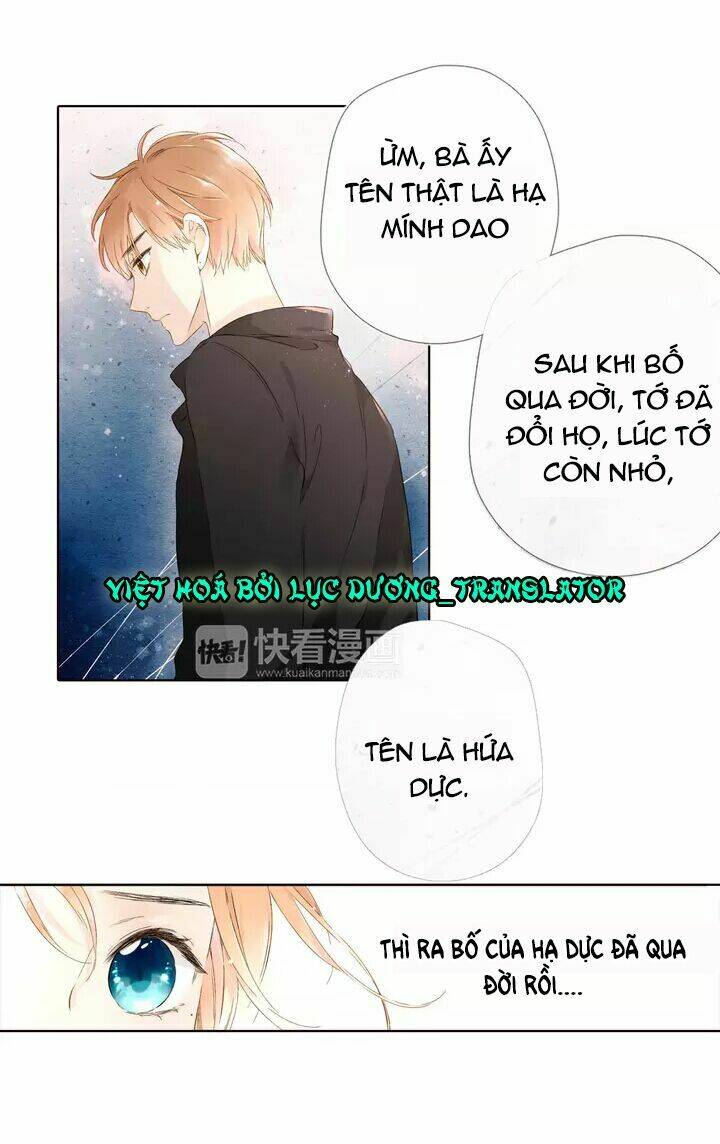 ỪM, BÀ ẤY
TÊN THẬT LÀ HẠ
MÍNH DAO
SAU KHI BỐ
QUA ĐỜI, TỚ ĐÃ
ĐỔI HỌ, LÚC TỚ
CÒN NHỎ,
VIỆT HOÁ BỞI LỤC DƯƠNG_TRANSLATOR
快看! 快看漫画
TÊN LÀ HỨA
DỰC.
THÌ RA BỐ CỦA HẠ DỰC ĐÃ QUA
ĐỜI RỒI....